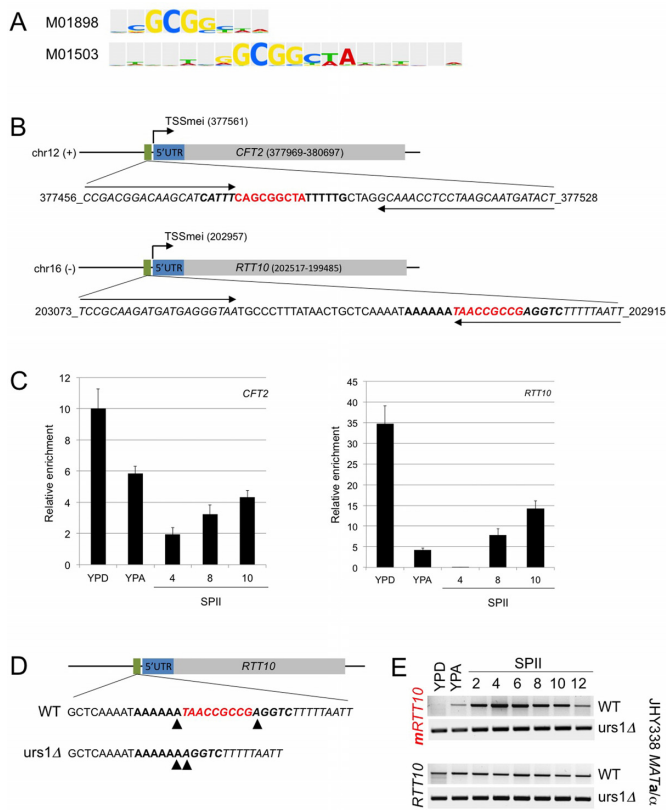 A
M01898
GCGG
M01503
GCGGCTA
B
TSSmei (377561)
chr12 (+)
5'UTR
CFT2 (377969-380697)
377456_CCGACGGACAAGCATCATTTCAGCGGCTATTTTTGCTAGGCAAACCTCCTAAGCAATGATACT_377528
TSSmei (202957)
chr16 (-)
5'UTR
RTT10 (202517-199485)
203073_TCCGCAAGATGATGAGGGTAATGCCCTTTATAACTGCTCAAAATAAAAAATAACCGCCGAGGTCTTTTTAATT_202915
C
CFT2
Relative enrichment
12
10
8
6
4
2
0
YPD YPA 4 8 10
SPII
RTT10
Relative enrichment
45
40
35
30
25
20
15
10
5
0
YPD YPA 4 8 10
SPII
D
5'UTR
RTT10
WT GCTCAAAATAAAAAATAACCGCCGAGGTCTTTTTAATT
urs1Δ GCTCAAAATAAAAAAAGGTCTTTTTAATT
E
YPD YPA SPII
2 4 6 8 10 12
mRTT10
WT
urs1Δ
RTT10
WT
urs1Δ
JHY338 MATa/α